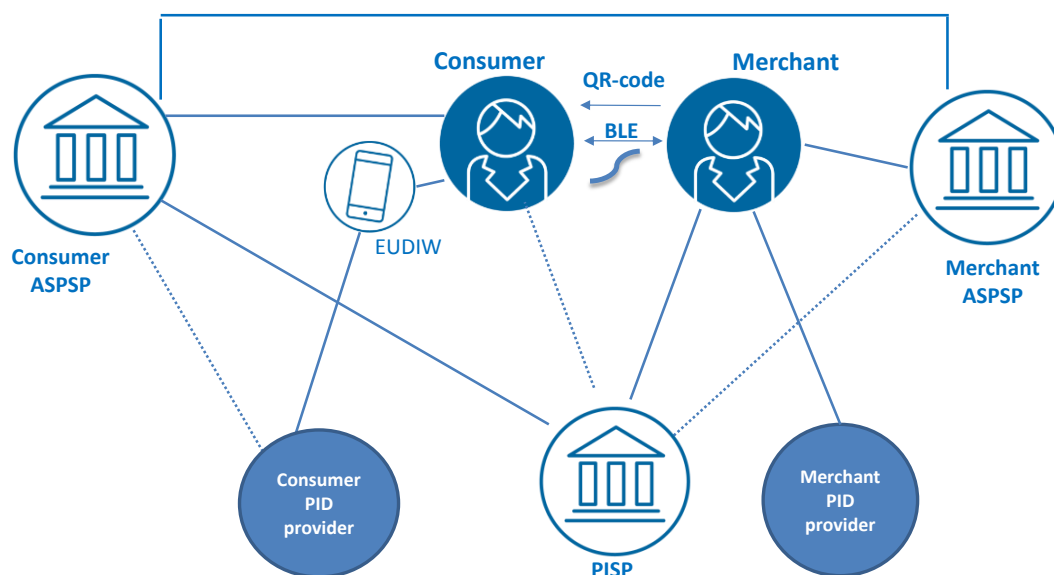 Consumer
Merchant
QR-code
BLE
EUDIW
Consumer
ASPSP
Merchant
ASPSP
Consumer
PID
provider
Merchant
PID
provider
PISP